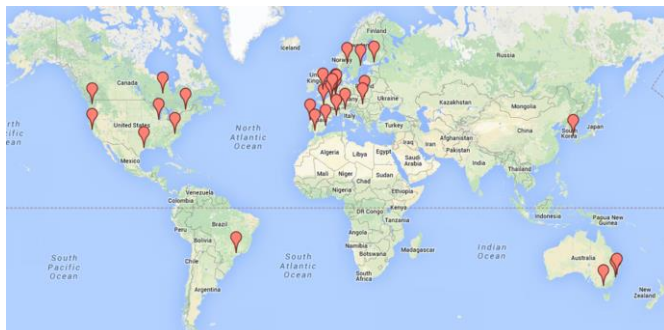 Finland
Iceland
Norway
Russia
Canada
Ukraine
Kazakhstan
Mongolia
Italy
United States
North
Atlantic
Ocean
Turkey
China
South
Korea
Japan
Afghanistan
Iraq
Iran
Pakistan
Algeria
Libya
Egypt
Saudi
Arabia
Mexico
India
Mali
Niger
Sudan
Chad
Thailand
Nigeria
Ethiopia
Venezuela
Colombia
Kenya
DR Congo
Indonesia
Papua New
Guinea
Tanzania
Brazil
Peru
Angola
Bolivia
Namibia
Madagascar
Botswana
South
Pacific
Ocean
South
Atlantic
Ocean
Indian
Ocean
Australia
Chile
South
Africa
Argentina
New
Zealand